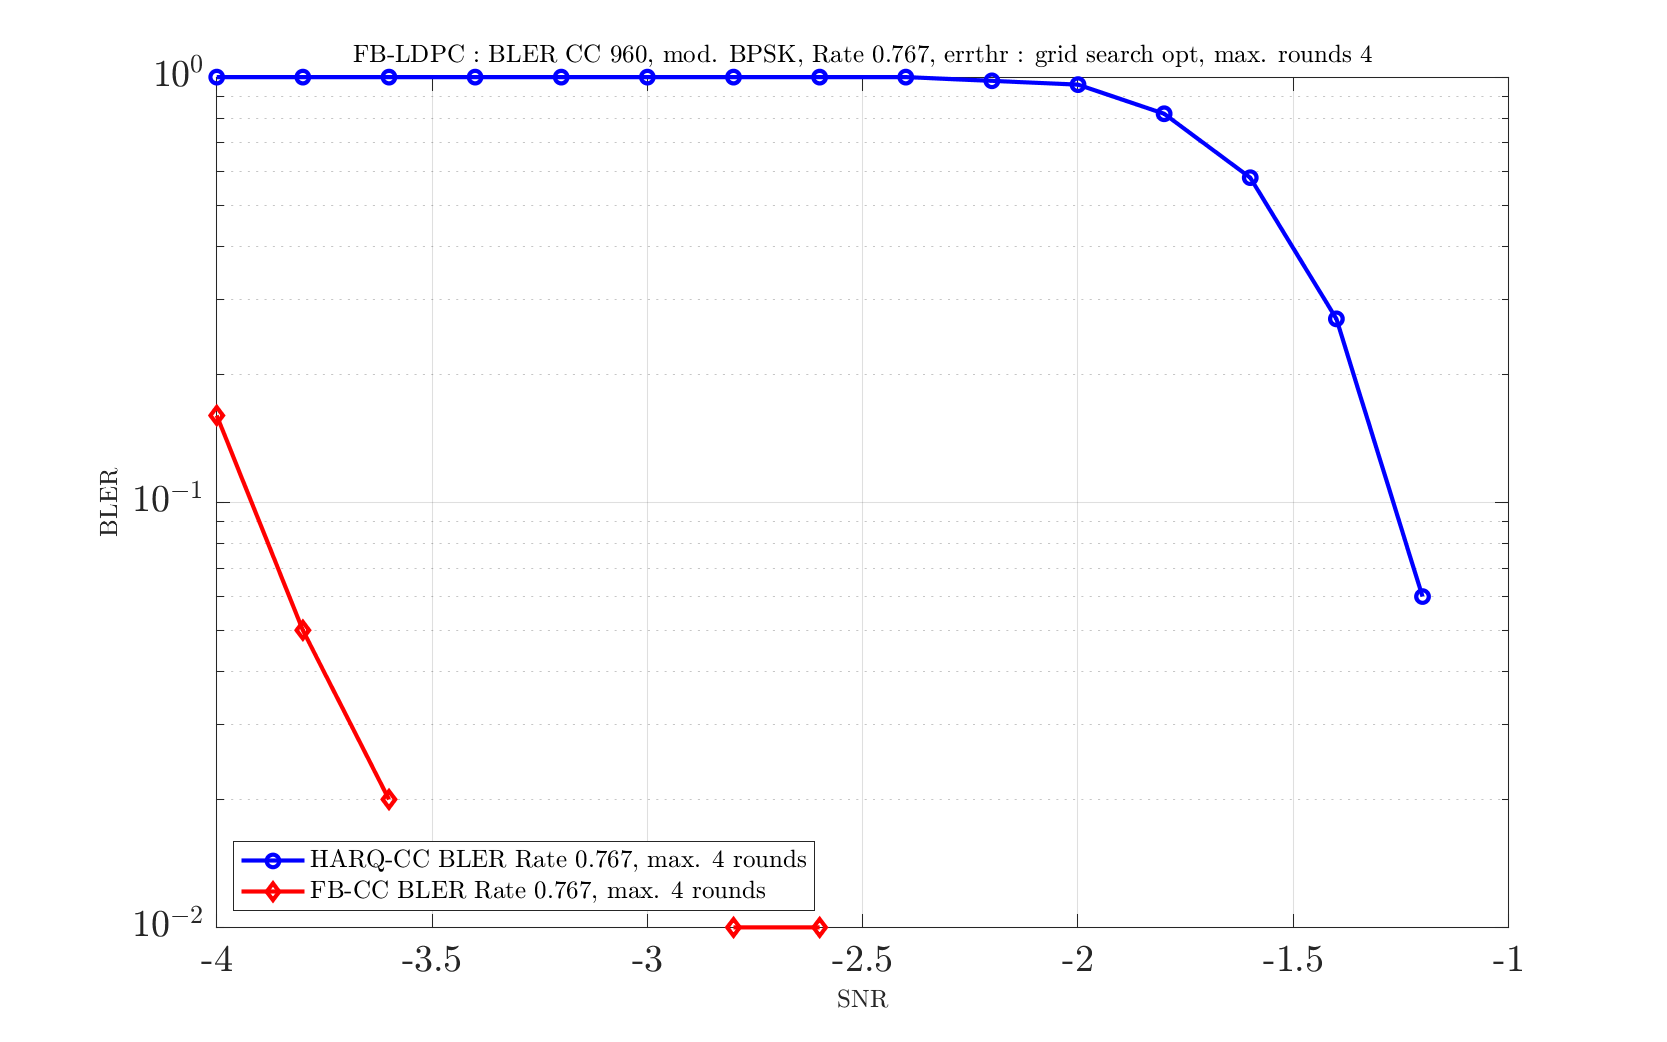 FB-LDPC : BLER CC 960, mod. BPSK, Rate 0.767, errthr : grid search opt, max. rounds 4
10^0
10^-1
10^-2
BLER
HARQ-CC BLER Rate 0.767, max. 4 rounds
FB-CC BLER Rate 0.767, max. 4 rounds
-4 -3.5 -3 -2.5 -2 -1.5 -1
SNR